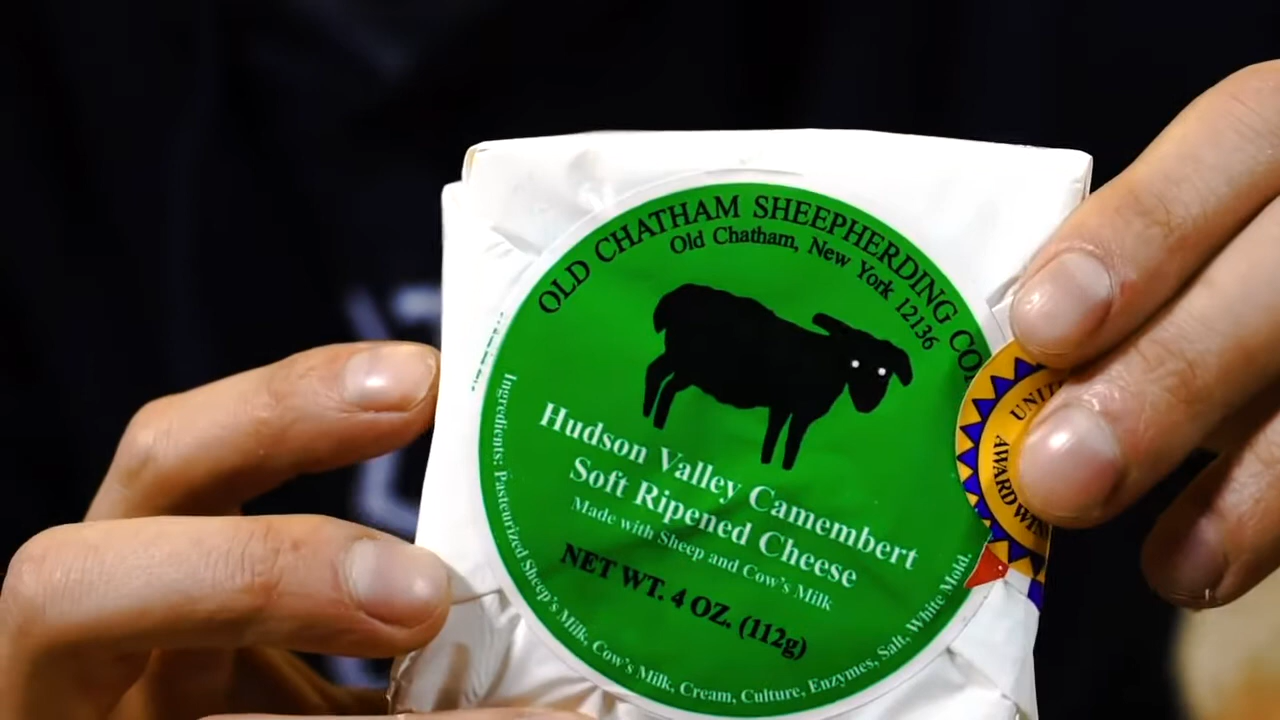 OLD CHATHAM SHEEPHERDING
Old Chatham, New York 12136
Hudson Valley Camembert
Soft Ripened Cheese
Made with Sheep and Cow's Milk
NET WT. 4 OZ. (112g)
Ingredients: Pasteurized Sheep's Milk, Cow's Milk, Cream, Culture, Enzymes, Salt, White Mold.
AWARD